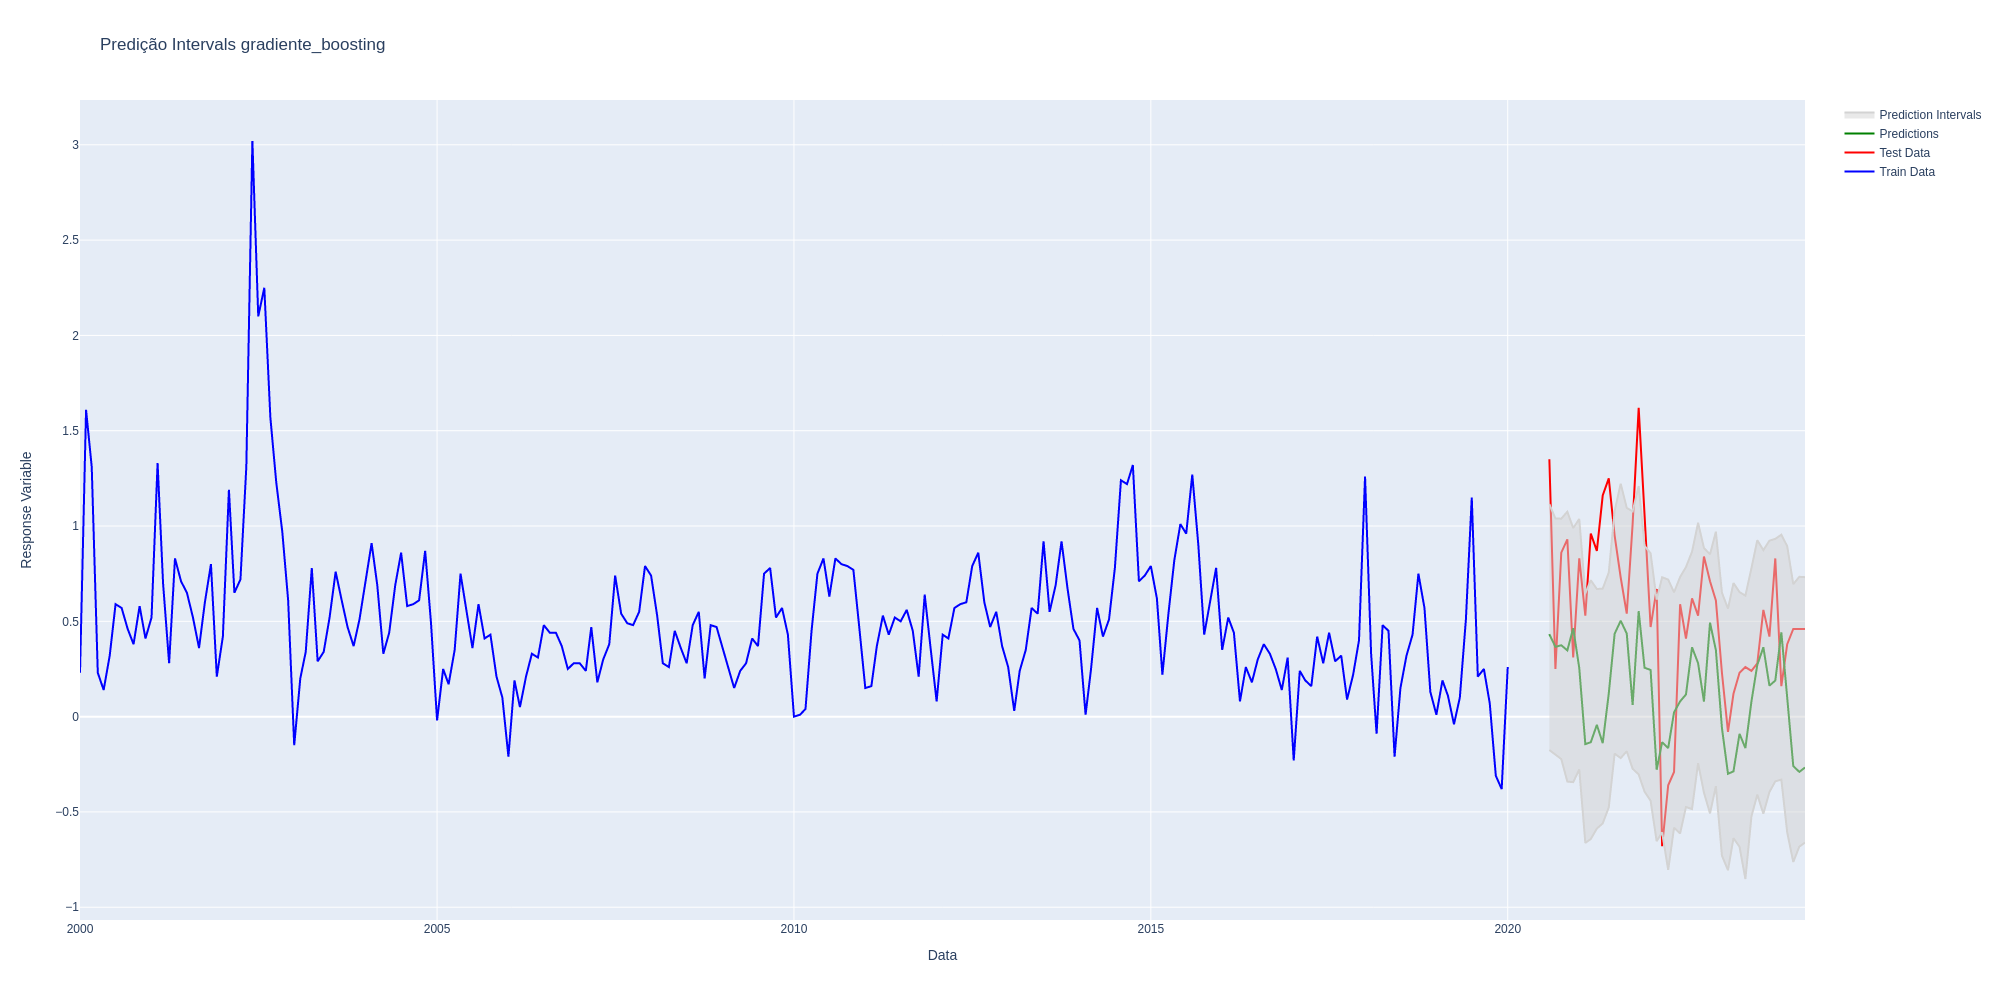 Predição Intervals gradiente_boosting
Prediction Intervals
Predictions
Test Data
Train Data
Response Variable
3
2.5
2
1.5
1
0.5
0
−0.5
−1
2000
2005
2010
2015
2020
Data